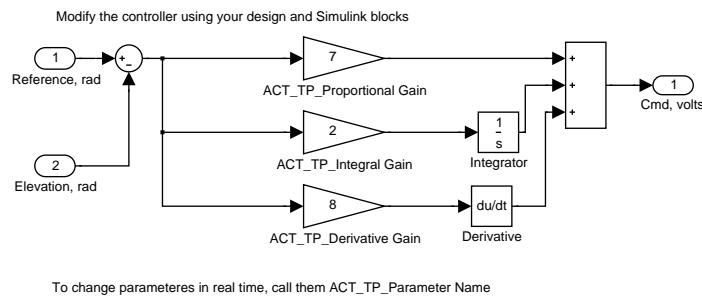 Modify the controller using your design and Simulink blocks
1
Reference, rad
7
ACT_TP_Proportional Gain
1
Cmd, volts
2
ACT_TP_Integral Gain
1
s
Integrator
2
Elevation, rad
8
ACT_TP_Derivative Gain
du/dt
Derivative
To change parameteres in real time, call them ACT_TP_Parameter Name